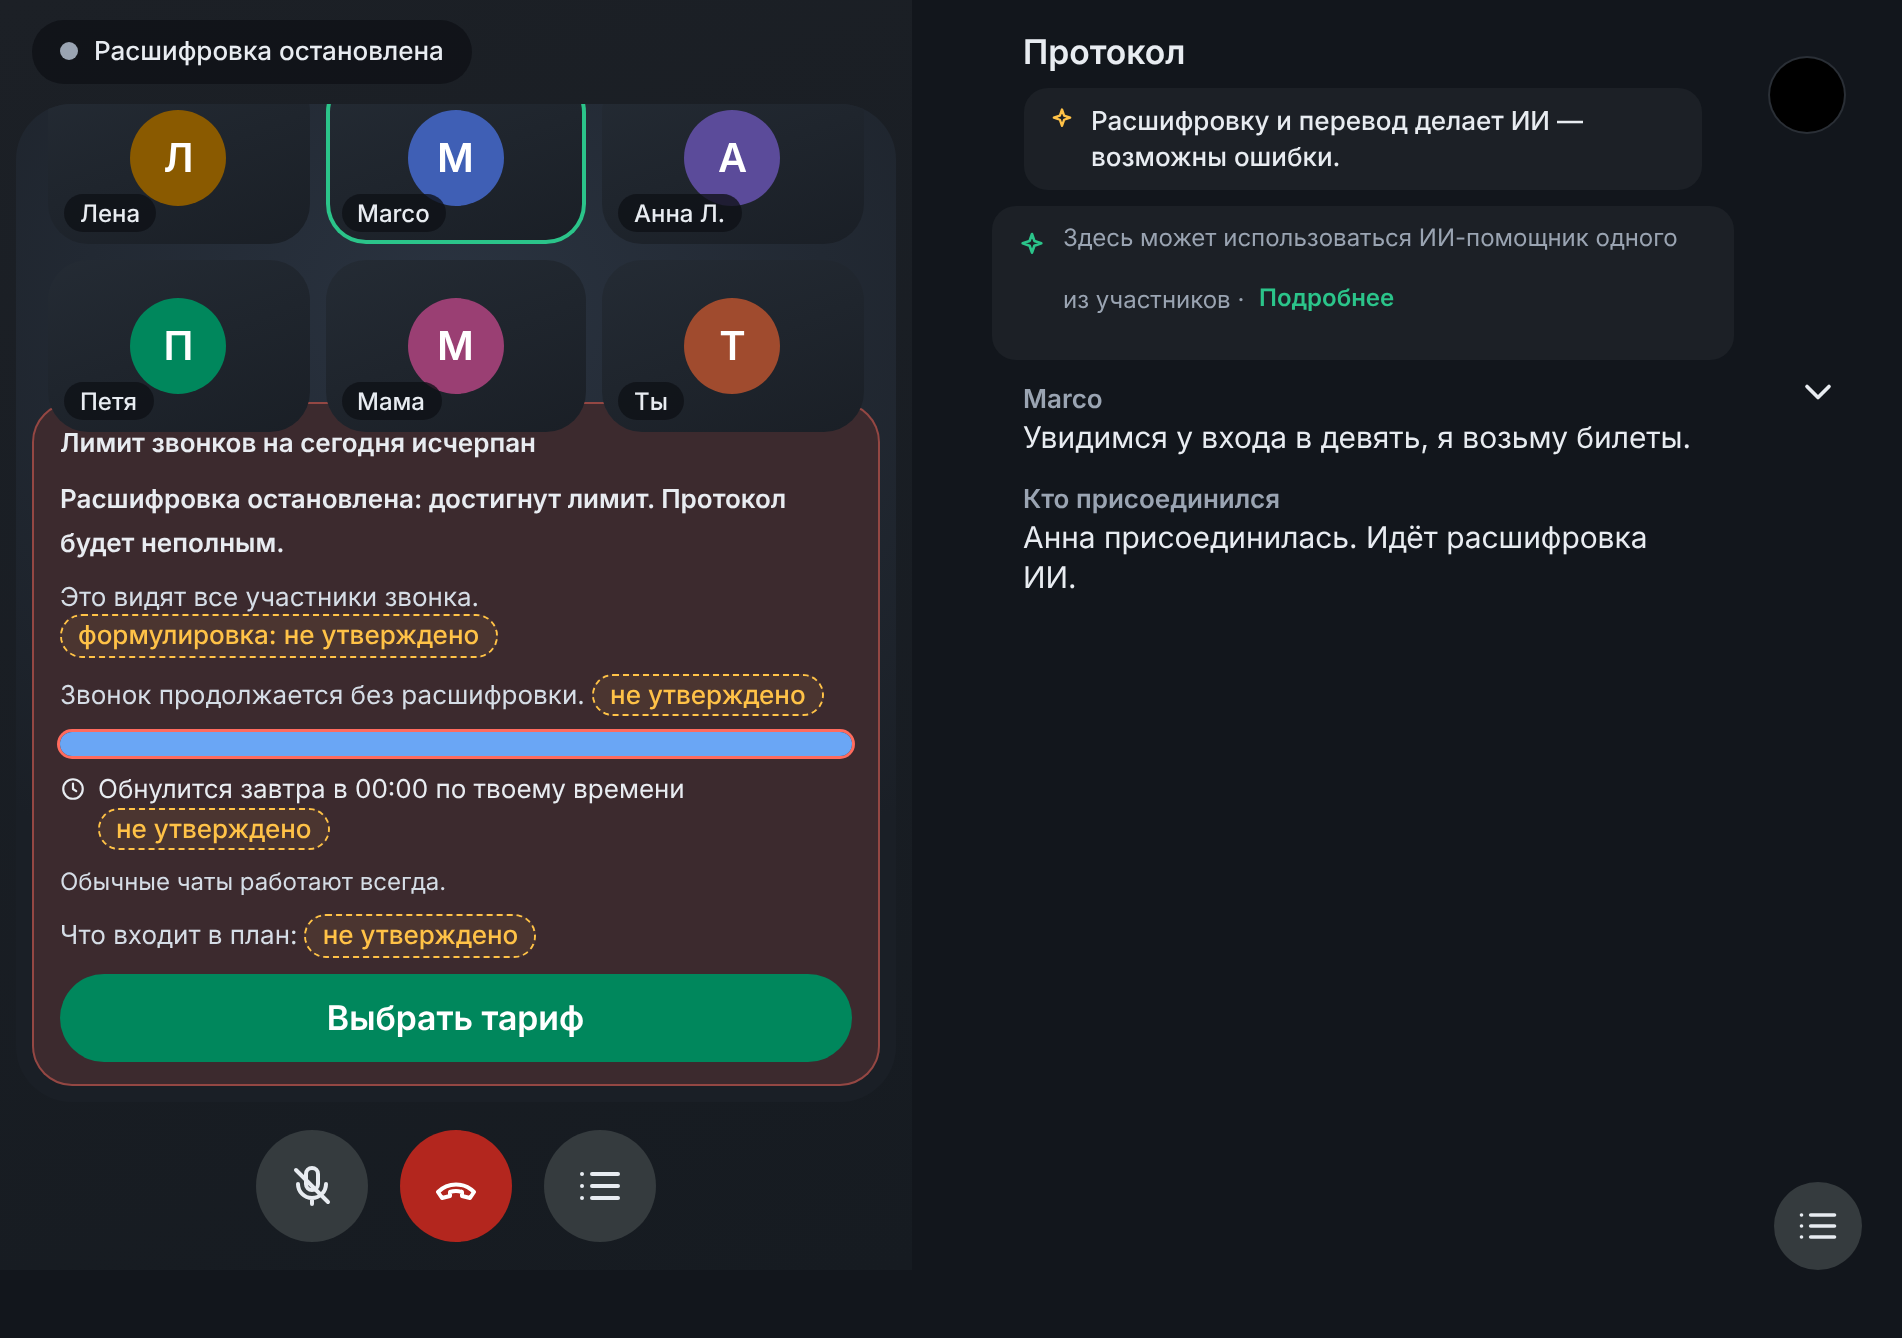 Расшифровка остановлена
Л
М
А
Лена
Marco
Анна Л.
П
М
Т
Петя
Мама
Ты
Лимит звонков на сегодня исчерпан
Расшифровка остановлена: достигнут лимит. Протокол
будет неполным.
Это видят все участники звонка.
формулировка: не утверждено
Звонок продолжается без расшифровки. не утверждено
Обнулится завтра в 00:00 по твоему времени
не утверждено
Обычные чаты работают всегда.
Что входит в план: не утверждено
Выбрать тариф
Протокол
Расшифровку и перевод делает ИИ —
возможны ошибки.
Здесь может использоваться ИИ-помощник одного
из участников · Подробнее
Marco
Увидимся у входа в девять, я возьму билеты.
Кто присоединился
Анна присоединилась. Идёт расшифровка
ИИ.